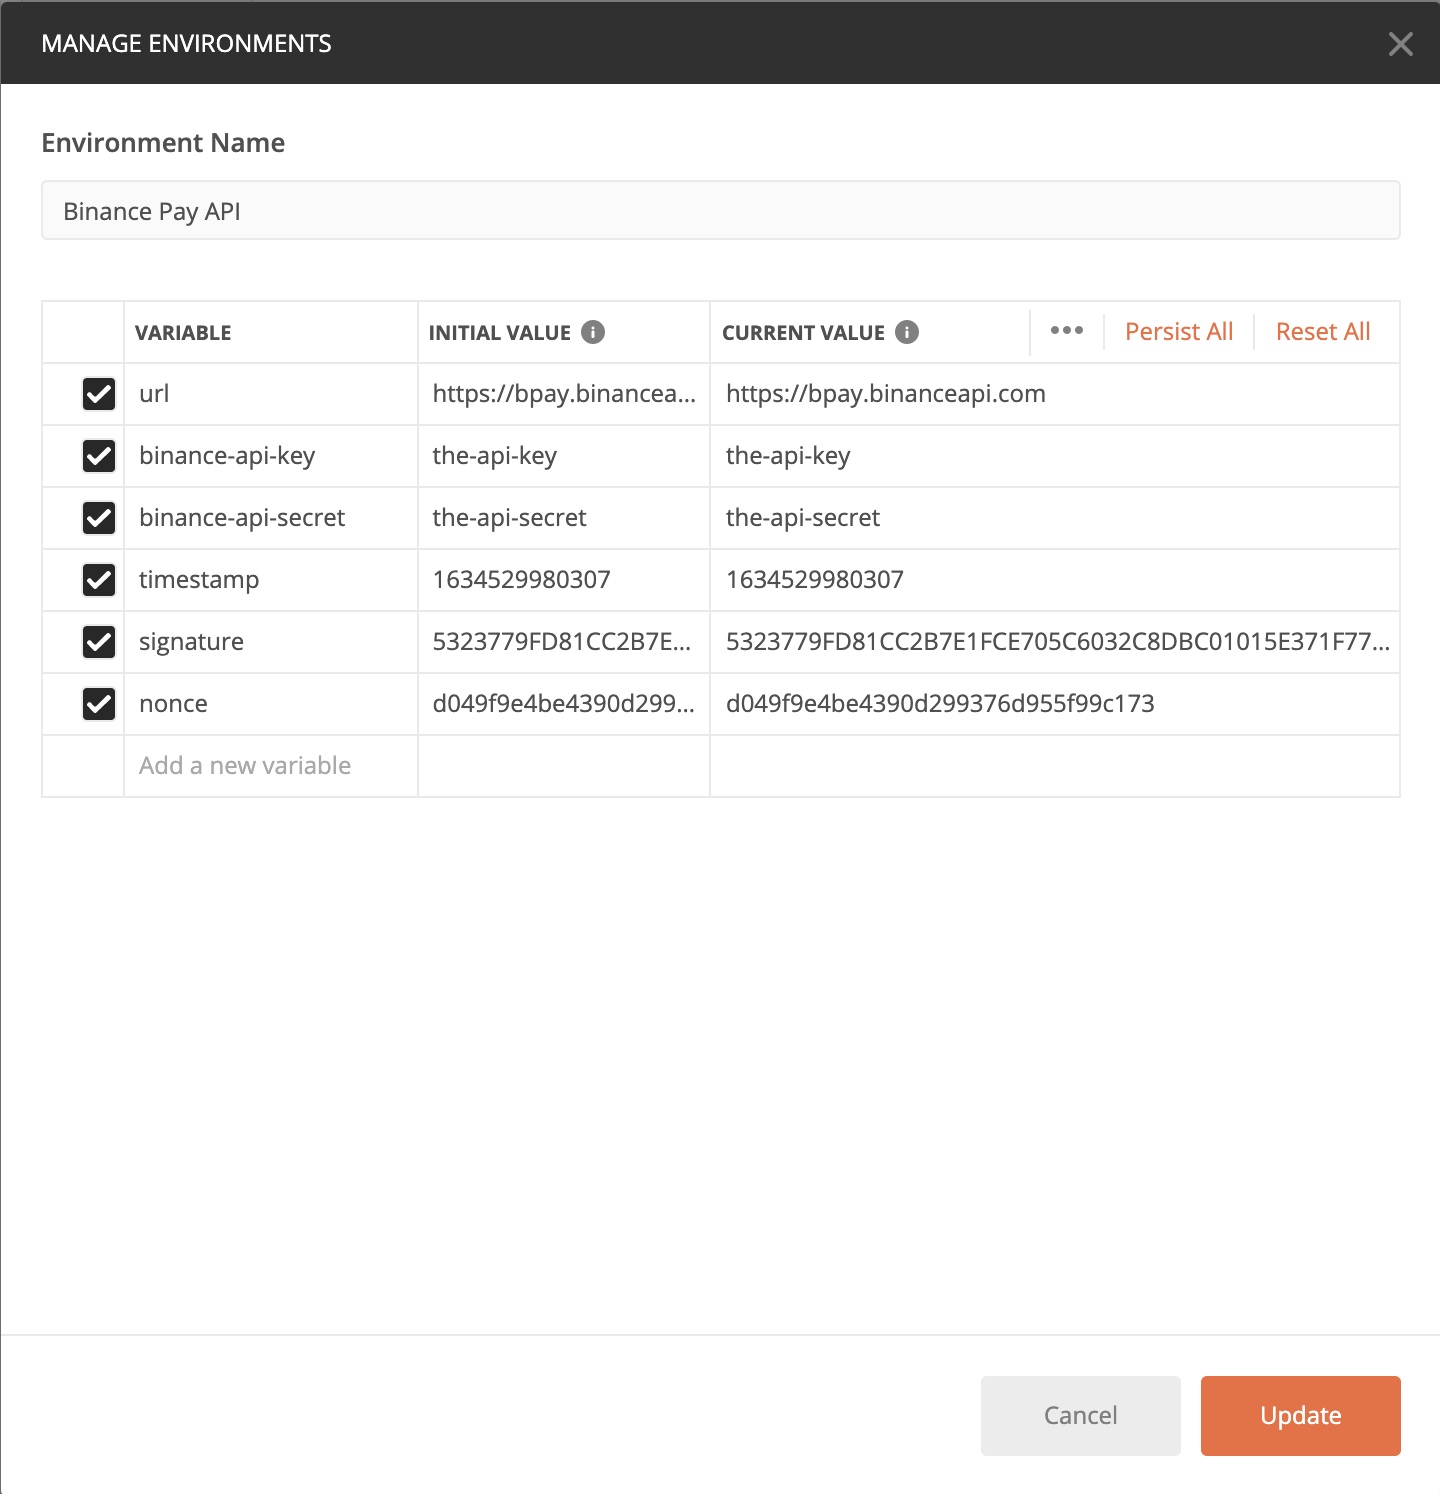 MANAGE ENVIRONMENTS
Environment Name
Binance Pay API
VARIABLE INITIAL VALUE CURRENT VALUE Persist All Reset All
url https://bpay.binancea... https://bpay.binanceapi.com
binance-api-key the-api-key the-api-key
binance-api-secret the-api-secret the-api-secret
timestamp 1634529980307 1634529980307
signature 5323779FD81CC2B7E... 5323779FD81CC2B7E1FCE705C6032C8DBC01015E371F77...
nonce d049f9e4be4390d299... d049f9e4be4390d299376d955f99c173
Add a new variable
Cancel Update